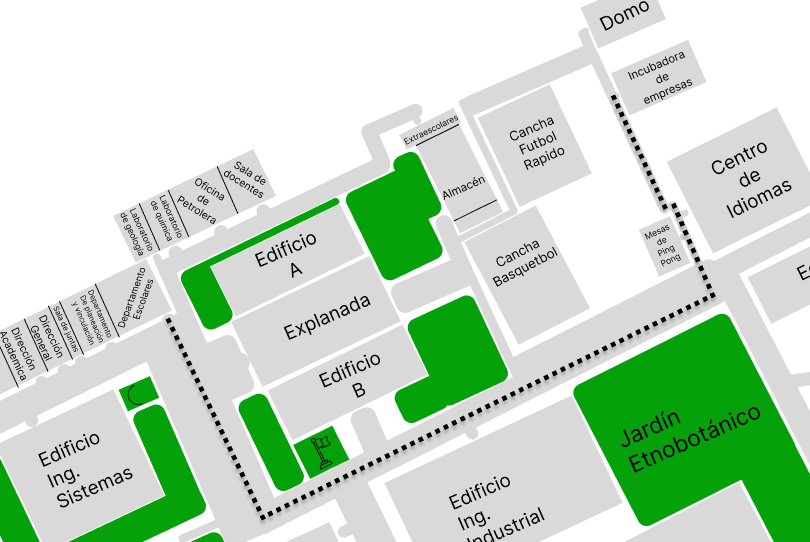 Domo
Incubadora
de
empresas
Extraescolares
Cancha
Futbol
Rapido
Centro
de
Idiomas
Sala de
docentes
Oficina
de
Petrolera
Laboratorio
de quimica
Laboratorio
de geología
Almacén
Mesas
de
Ping
Pong
Edificio
A
Cancha
Basquetbol
Departamento
Escolares
Departamento
De planeación
y vinculación
Sala de juntas
Dirección
General
Dirección
Academica
Explanada
Edificio
B
Jardín
Etnobotánico
Edificio
Ing.
Sistemas
Edificio
Ing.
Industrial